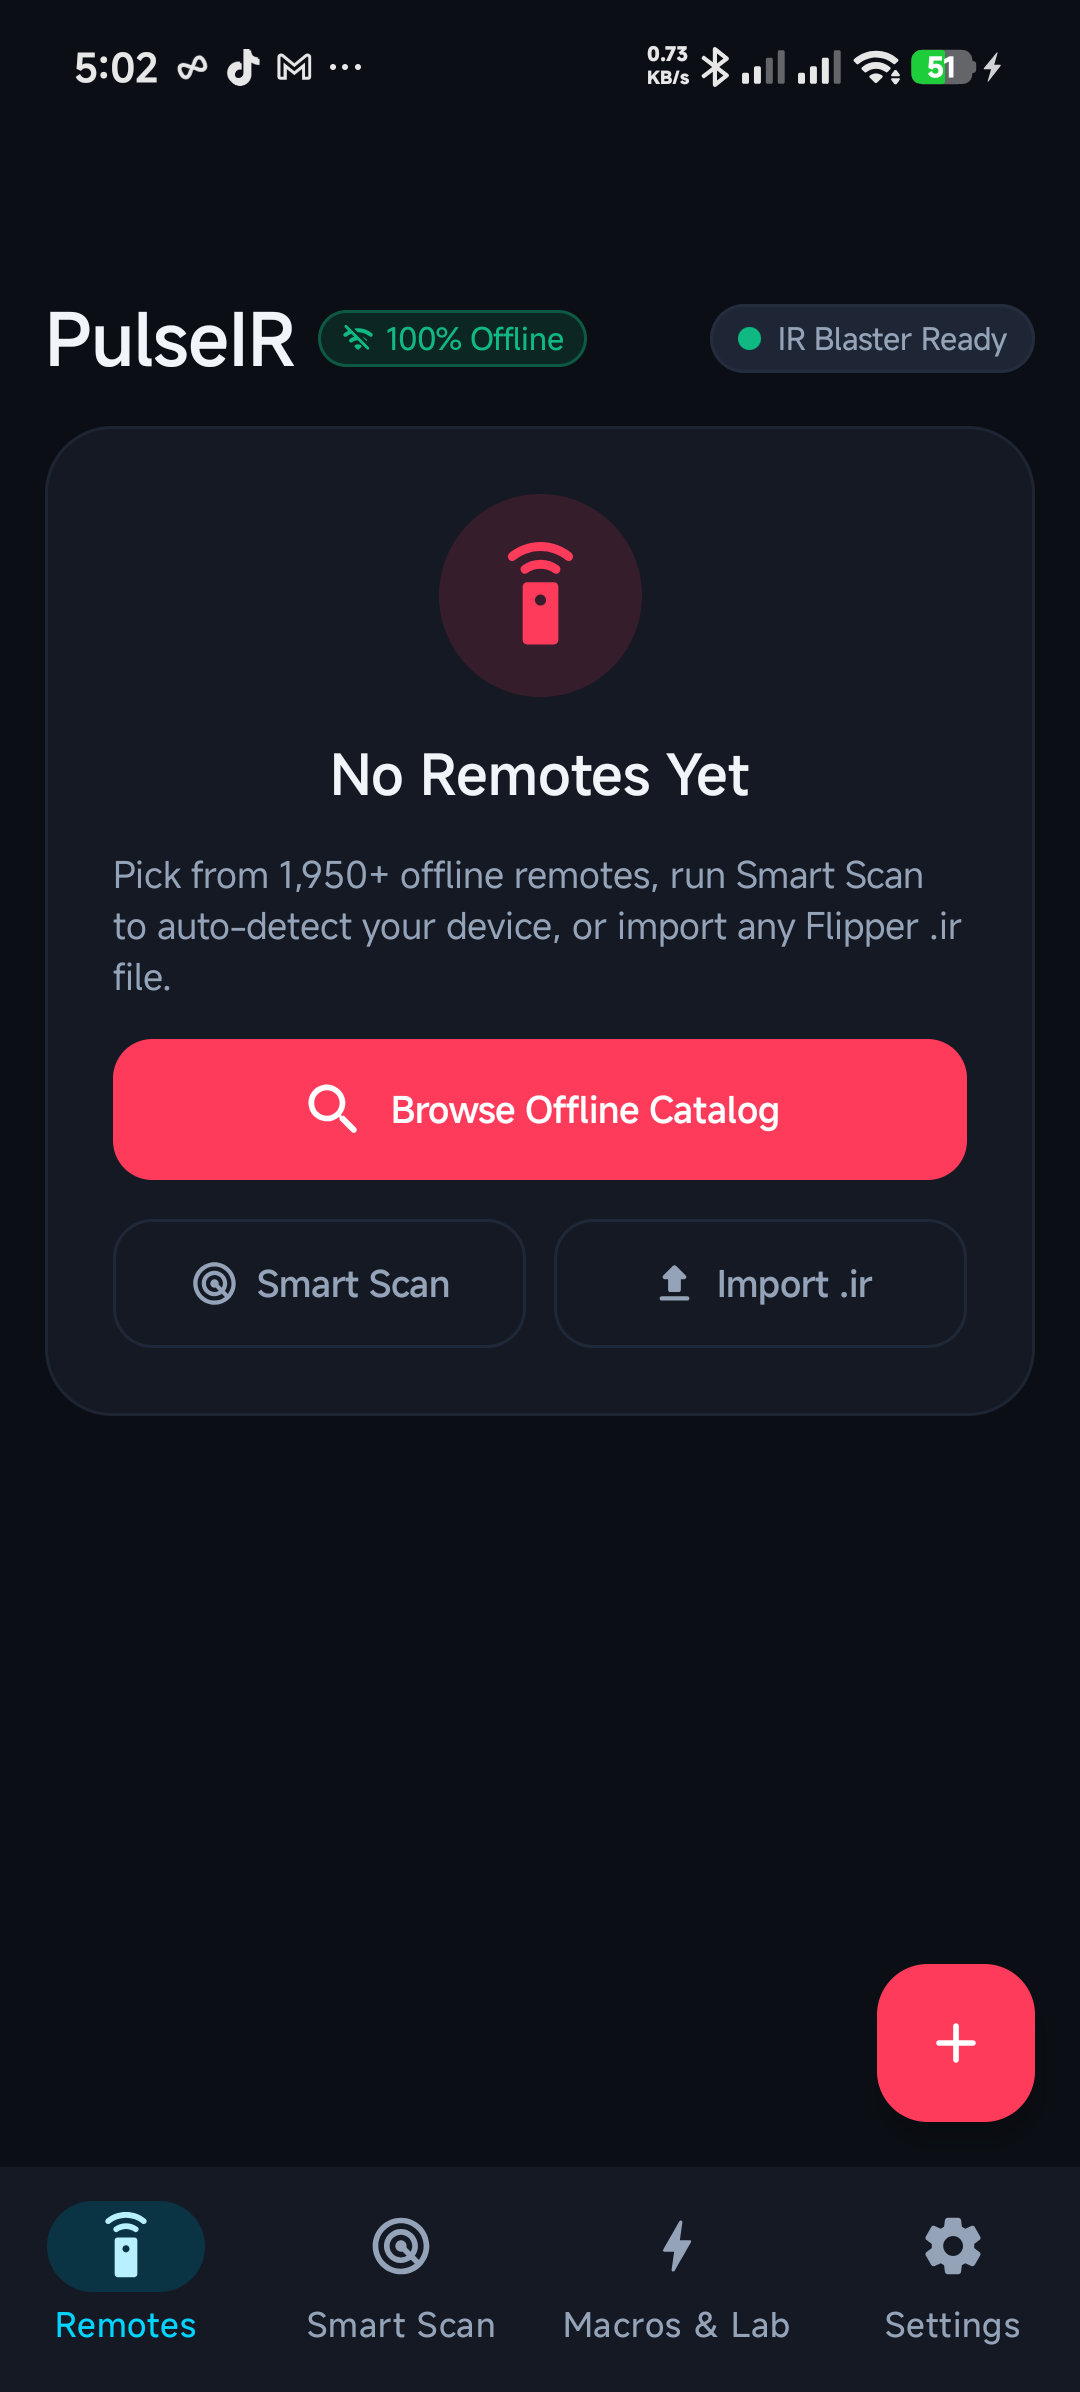 5:02
0.73 KB/s
51
PulseIR
100% Offline
IR Blaster Ready
No Remotes Yet
Pick from 1,950+ offline remotes, run Smart Scan
to auto-detect your device, or import any Flipper .ir
file.
Browse Offline Catalog
Smart Scan
Import .ir
Remotes
Smart Scan
Macros & Lab
Settings